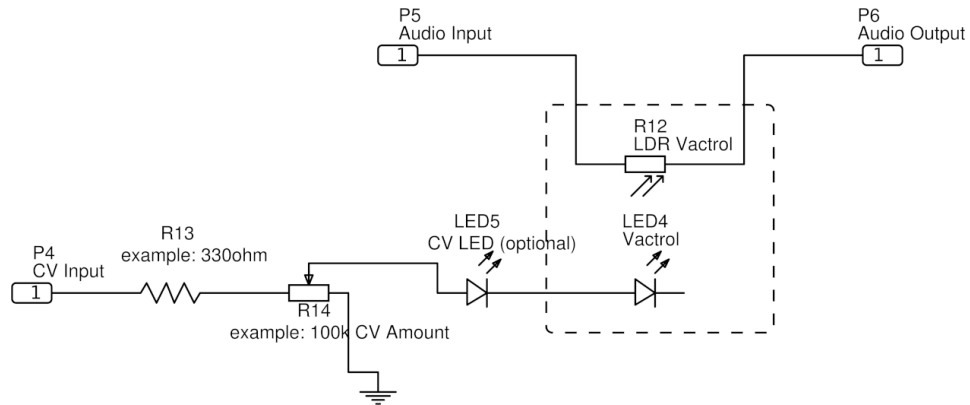 P5
Audio Input
1
P6
Audio Output
1
R12
LDR Vactrol
LED5
CV LED (optional)
LED4
Vactrol
R13
example: 330ohm
P4
CV Input
1
R14
example: 100k CV Amount